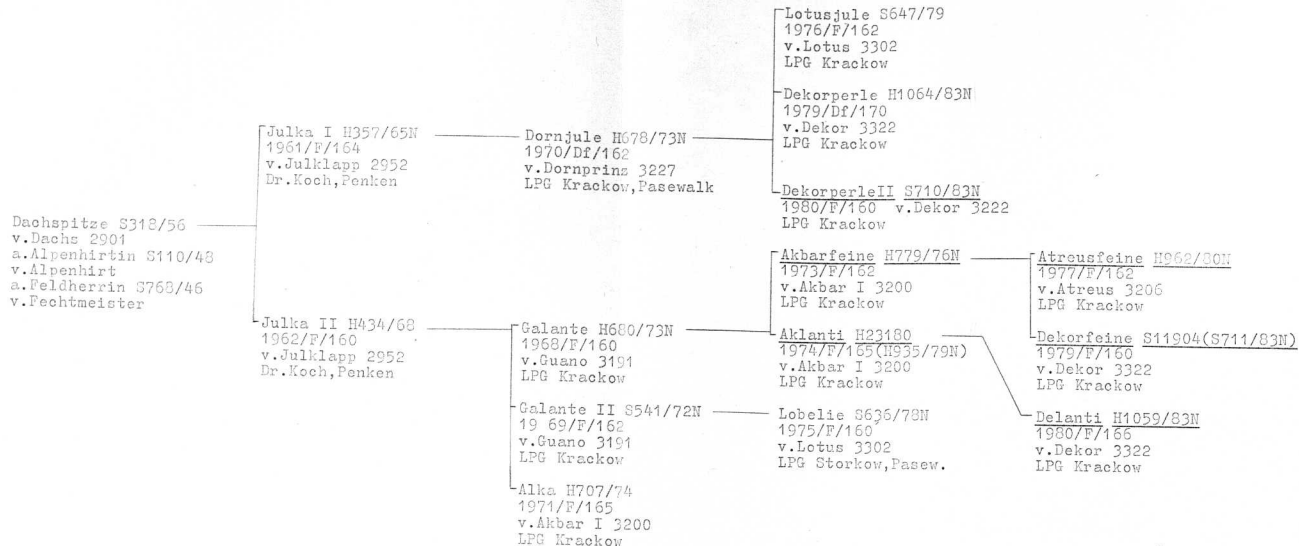 Dachspitze S318/56
v.Dachs 2901
a.Alpenhirtin S110/48
v.Alpenhirt
a.Feldherrin S768/46
v.Fechtmeister
Julka I H357/65N
1961/F/164
v.Julklapp 2952
Dr.Koch,Penken
Julka II H434/68
1962/F/160
v.Julklapp 2952
Dr.Koch,Penken
Dornjule H678/73N
1970/Df/162
v.Dornprinz 3227
LPG Krackow,Pasewalk
Galante H680/73N
1968/F/160
v.Guano 3191
LPG Krackow
Galante II S541/72N
19 69/F/162
v.Guano 3191
LPG Krackow
Alka H707/74
1971/F/165
v.Akbar I 3200
LPG Krackow
Lotusjule S647/79
1976/F/162
v.Lotus 3302
LPG Krackow
Dekorperle H1064/83N
1979/Df/170
v.Dekor 3322
LPG Krackow
DekorperleII S710/83N
1980/F/160 v.Dekor 3222
LPG Krackow
Akbarfeine H779/76N
1973/F/162
v.Akbar I 3200
LPG Krackow
Aklanti H23180
1974/F/165(H935/79N)
v.Akbar I 3200
LPG Krackow
Lobelie S636/78N
1975/F/160
v.Lotus 3302
LPG Storkow,Pasew.
Atreusfeine H962/80N
1977/F/162
v.Atreus 3206
LPG Krackow
Dekorfeine S11904(S711/83N)
1979/F/160
v.Dekor 3322
LPG Krackow
Delanti H1059/83N
1980/F/166
v.Dekor 3322
LPG Krackow